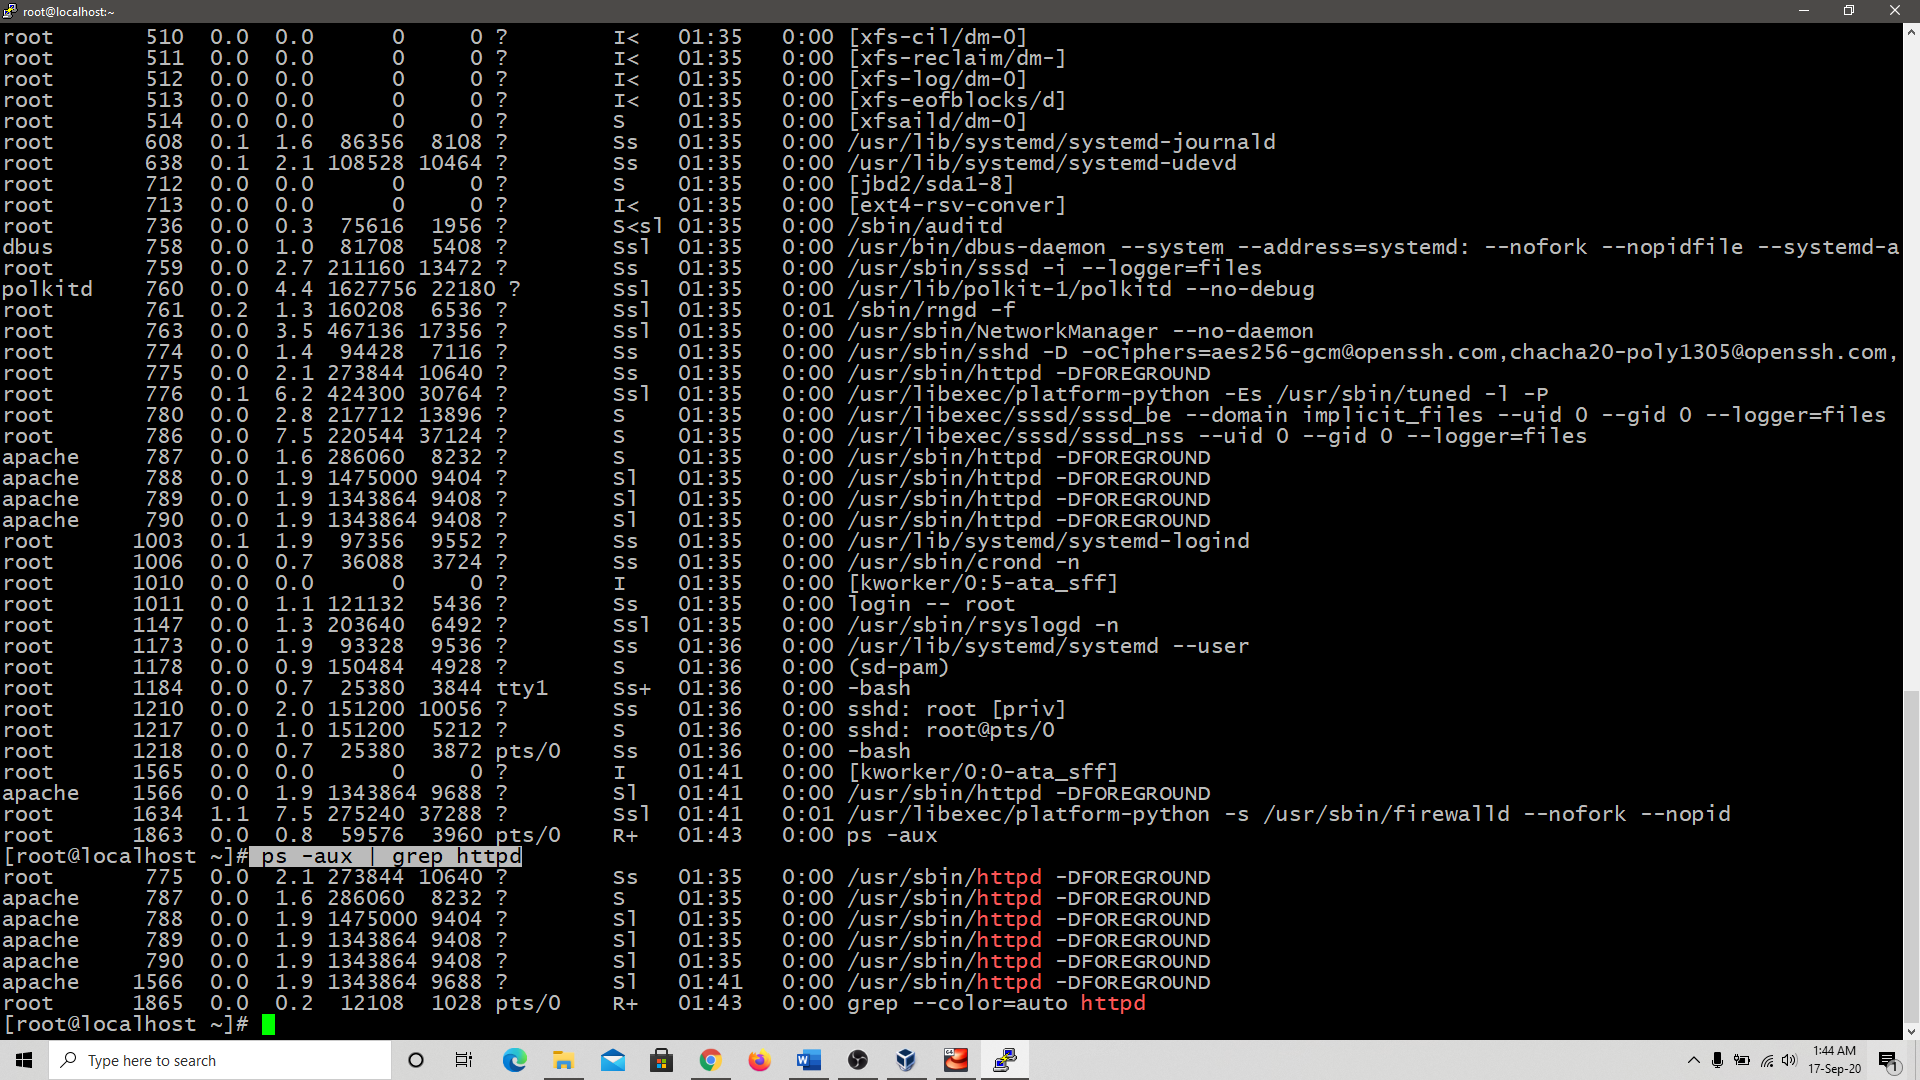 root@localhost:~
root 510 0.0 0.0 0 0 ? I< 01:35 0:00 [xfs-cil/dm-0]
root 511 0.0 0.0 0 0 ? I< 01:35 0:00 [xfs-reclaim/dm-]
root 512 0.0 0.0 0 0 ? I< 01:35 0:00 [xfs-log/dm-0]
root 513 0.0 0.0 0 0 ? I< 01:35 0:00 [xfs-eofblocks/d]
root 514 0.0 0.0 0 0 ? S 01:35 0:00 [xfsaild/dm-0]
root 608 0.1 1.6 86356 8108 ? Ss 01:35 0:00 /usr/lib/systemd/systemd-journald
root 638 0.1 2.1 108528 10464 ? Ss 01:35 0:00 /usr/lib/systemd/systemd-udevd
root 712 0.0 0.0 0 0 ? S 01:35 0:00 [jbd2/sda1-8]
root 713 0.0 0.0 0 0 ? I< 01:35 0:00 [ext4-rsv-conver]
root 736 0.0 0.3 75616 1956 ? S<sl 01:35 0:00 /sbin/auditd
dbus 758 0.0 1.0 81708 5408 ? Ssl 01:35 0:00 /usr/bin/dbus-daemon --system --address=systemd: --nofork --nopidfile --systemd-a
root 759 0.0 2.7 211160 13472 ? Ss 01:35 0:00 /usr/sbin/sssd -i --logger=files
polkitd 760 0.0 4.4 1627756 22180 ? Ssl 01:35 0:00 /usr/lib/polkit-1/polkitd --no-debug
root 761 0.2 1.3 160208 6536 ? Ssl 01:35 0:01 /sbin/rngd -f
root 763 0.0 3.5 467136 17356 ? Ssl 01:35 0:00 /usr/sbin/NetworkManager --no-daemon
root 774 0.0 1.4 94428 7116 ? Ss 01:35 0:00 /usr/sbin/sshd -D -oCiphers=aes256-gcm@openssh.com,chacha20-poly1305@openssh.com,
root 775 0.0 2.1 273844 10640 ? Ss 01:35 0:00 /usr/sbin/httpd -DFOREGROUND
root 776 0.1 6.2 424300 30764 ? Ssl 01:35 0:00 /usr/libexec/platform-python -Es /usr/sbin/tuned -l -P
root 780 0.0 2.8 217712 13896 ? S 01:35 0:00 /usr/libexec/sssd/sssd_be --domain implicit_files --uid 0 --gid 0 --logger=files
root 786 0.0 7.5 220544 37124 ? S 01:35 0:00 /usr/libexec/sssd/sssd_nss --uid 0 --gid 0 --logger=files
apache 787 0.0 1.6 286060 8232 ? S 01:35 0:00 /usr/sbin/httpd -DFOREGROUND
apache 788 0.0 1.9 1475000 9404 ? Sl 01:35 0:00 /usr/sbin/httpd -DFOREGROUND
apache 789 0.0 1.9 1343864 9408 ? Sl 01:35 0:00 /usr/sbin/httpd -DFOREGROUND
apache 790 0.0 1.9 1343864 9408 ? Sl 01:35 0:00 /usr/sbin/httpd -DFOREGROUND
root 1003 0.1 1.9 97356 9552 ? Ss 01:35 0:00 /usr/lib/systemd/systemd-logind
root 1006 0.0 0.7 36088 3724 ? Ss 01:35 0:00 /usr/sbin/crond -n
root 1010 0.0 0.0 0 0 ? I 01:35 0:00 [kworker/0:5-ata_sff]
root 1011 0.0 1.1 121132 5436 ? Ss 01:35 0:00 login -- root
root 1147 0.0 1.3 203640 6492 ? Ssl 01:35 0:00 /usr/sbin/rsyslogd -n
root 1173 0.0 1.9 93328 9536 ? Ss 01:36 0:00 /usr/lib/systemd/systemd --user
root 1178 0.0 0.9 150484 4928 ? S 01:36 0:00 (sd-pam)
root 1184 0.0 0.7 25380 3844 tty1 Ss+ 01:36 0:00 -bash
root 1210 0.0 2.0 151200 10056 ? Ss 01:36 0:00 sshd: root [priv]
root 1217 0.0 1.0 151200 5212 ? S 01:36 0:00 sshd: root@pts/0
root 1218 0.0 0.7 25380 3872 pts/0 Ss 01:36 0:00 -bash
root 1565 0.0 0.0 0 0 ? I 01:41 0:00 [kworker/0:0-ata_sff]
apache 1566 0.0 1.9 1343864 9688 ? Sl 01:41 0:00 /usr/sbin/httpd -DFOREGROUND
root 1634 1.1 7.5 275240 37288 ? Ssl 01:41 0:01 /usr/libexec/platform-python -s /usr/sbin/firewalld --nofork --nopid
root 1863 0.0 0.8 59576 3960 pts/0 R+ 01:43 0:00 ps -aux
[root@localhost ~]# ps -aux | grep httpd
root 775 0.0 2.1 273844 10640 ? Ss 01:35 0:00 /usr/sbin/httpd -DFOREGROUND
apache 787 0.0 1.6 286060 8232 ? S 01:35 0:00 /usr/sbin/httpd -DFOREGROUND
apache 788 0.0 1.9 1475000 9404 ? Sl 01:35 0:00 /usr/sbin/httpd -DFOREGROUND
apache 789 0.0 1.9 1343864 9408 ? Sl 01:35 0:00 /usr/sbin/httpd -DFOREGROUND
apache 790 0.0 1.9 1343864 9408 ? Sl 01:35 0:00 /usr/sbin/httpd -DFOREGROUND
apache 1566 0.0 1.9 1343864 9688 ? Sl 01:41 0:00 /usr/sbin/httpd -DFOREGROUND
root 1865 0.0 0.2 12108 1028 pts/0 R+ 01:43 0:00 grep --color=auto httpd
[root@localhost ~]#
Type here to search
1:44 AM
17-Sep-20
1